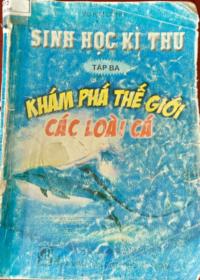 SINH HỌC KÌ THÚ
TẬP BA
KHÁM PHÁ THẾ GIỚI
CÁC LOÀI CÁ